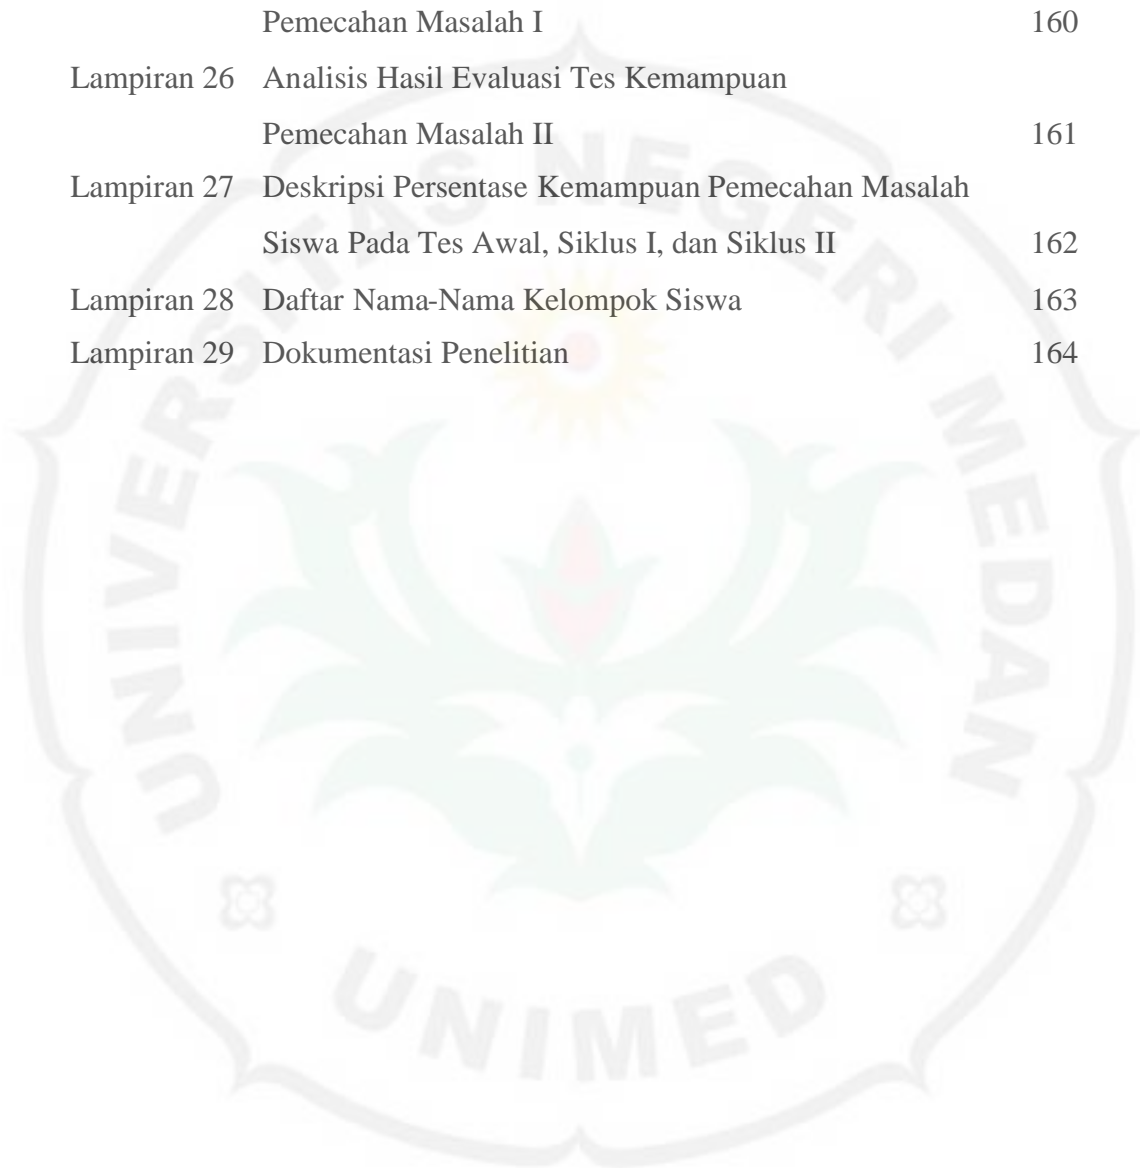 Pemecahan Masalah I 160
Lampiran 26 Analisis Hasil Evaluasi Tes Kemampuan
Pemecahan Masalah II 161
Lampiran 27 Deskripsi Persentase Kemampuan Pemecahan Masalah
Siswa Pada Tes Awal, Siklus I, dan Siklus II 162
Lampiran 28 Daftar Nama-Nama Kelompok Siswa 163
Lampiran 29 Dokumentasi Penelitian 164
UNIVERSITAS NEGERI MEDAN
UNIMED